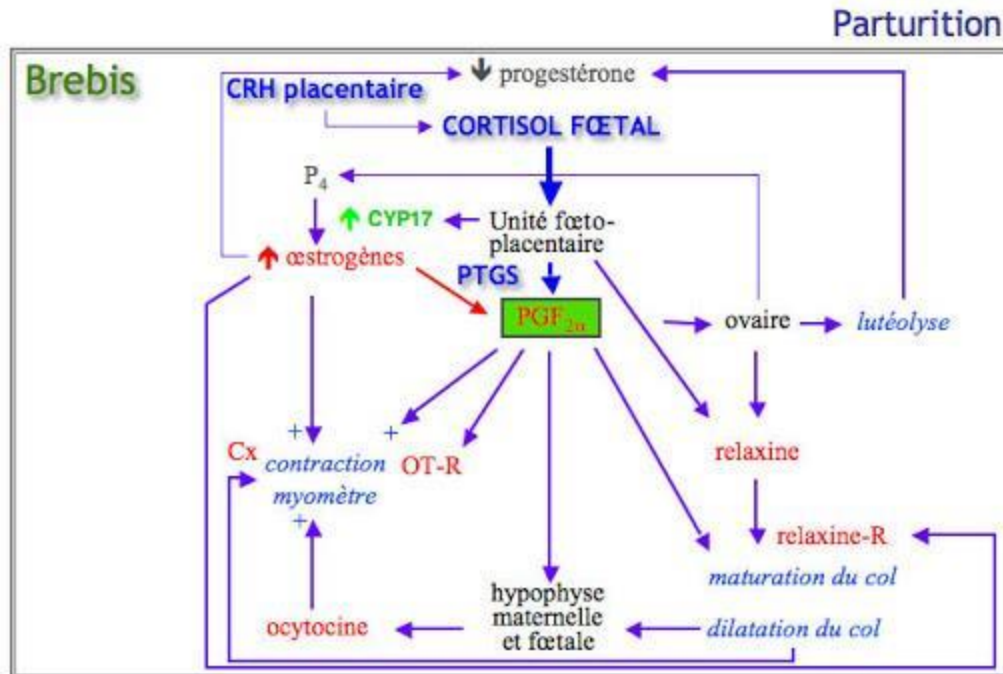 Parturition
Brebis
↓ progestérone
CRH placentaire
CORTISOL FŒTAL
P₄
↑ CYP17
Unité fœto-
placentaire
↑ œstrogènes
PTGS
PGF₂α
ovaire
lutéolyse
+
+
Cx
contraction
myomètre
OT-R
relaxine
+
relaxine-R
maturation du col
ocytocine
hypophyse
maternelle
et fœtale
dilatation du col